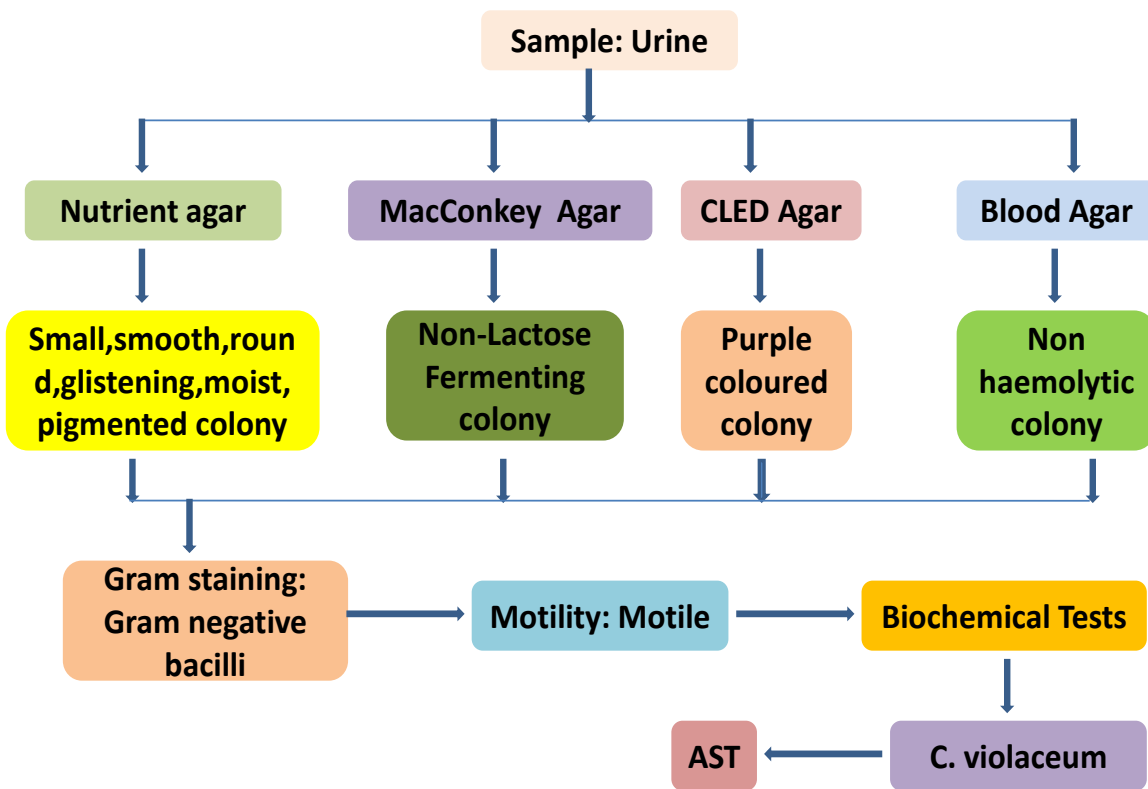 Sample: Urine
Nutrient agar
MacConkey Agar
CLED Agar
Blood Agar
Small,smooth,roun
d,glistening,moist,
pigmented colony
Non-Lactose
Fermenting
colony
Purple
coloured
colony
Non
haemolytic
colony
Gram staining:
Gram negative
bacilli
Motility: Motile
Biochemical Tests
AST
C. violaceum